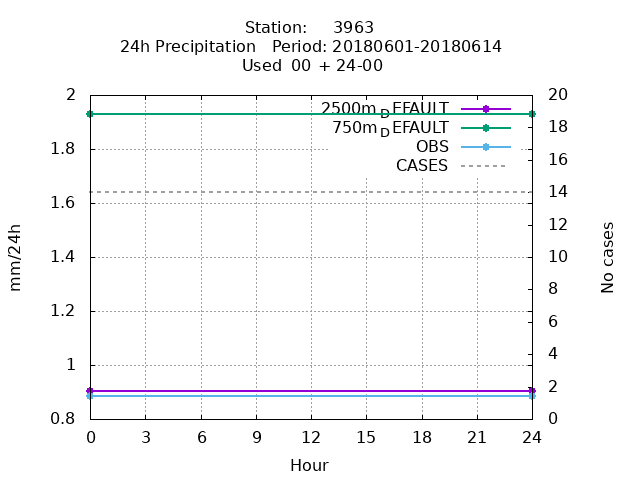 Station: 3963
24h Precipitation Period: 20180601-20180614
Used 00 + 24-00
2 20
2500m_DEFAULT
750m_DEFAULT 18
1.8 OBS
CASES 16
1.6 14
12
1.4 10
8
1.2 6
4
1 2
0.8 0
0 3 6 9 12 15 18 21 24
mm/24h
No cases
Hour